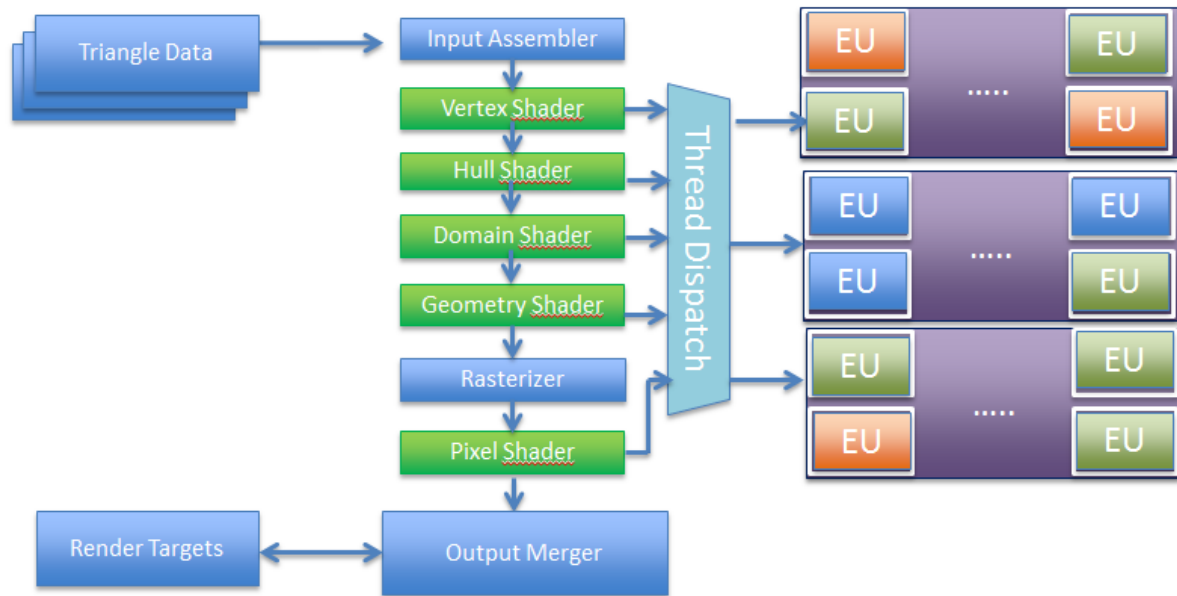 Triangle Data
Input Assembler
Vertex Shader
Hull Shader
Domain Shader
Geometry Shader
Rasterizer
Pixel Shader
Output Merger
Render Targets
Thread Dispatch
EU
.....
EU
EU
EU
EU
.....
EU
EU
EU
EU
.....
EU
EU
EU